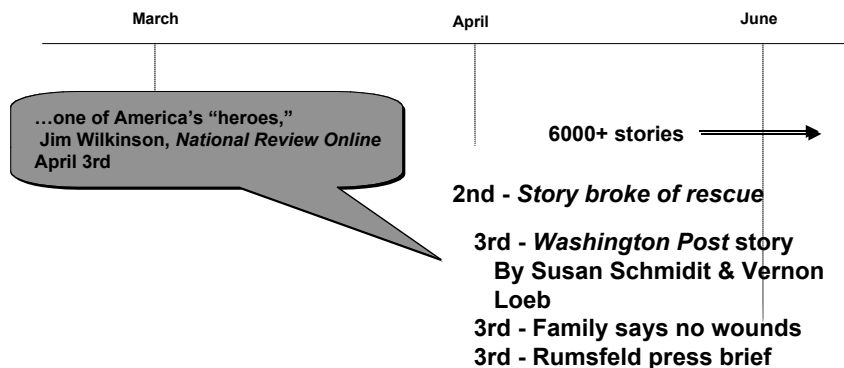 March
April
June
…one of America's "heroes,"
Jim Wilkinson, National Review Online
April 3rd
6000+ stories
2nd - Story broke of rescue
3rd - Washington Post story
By Susan Schmidit & Vernon
Loeb
3rd - Family says no wounds
3rd - Rumsfeld press brief